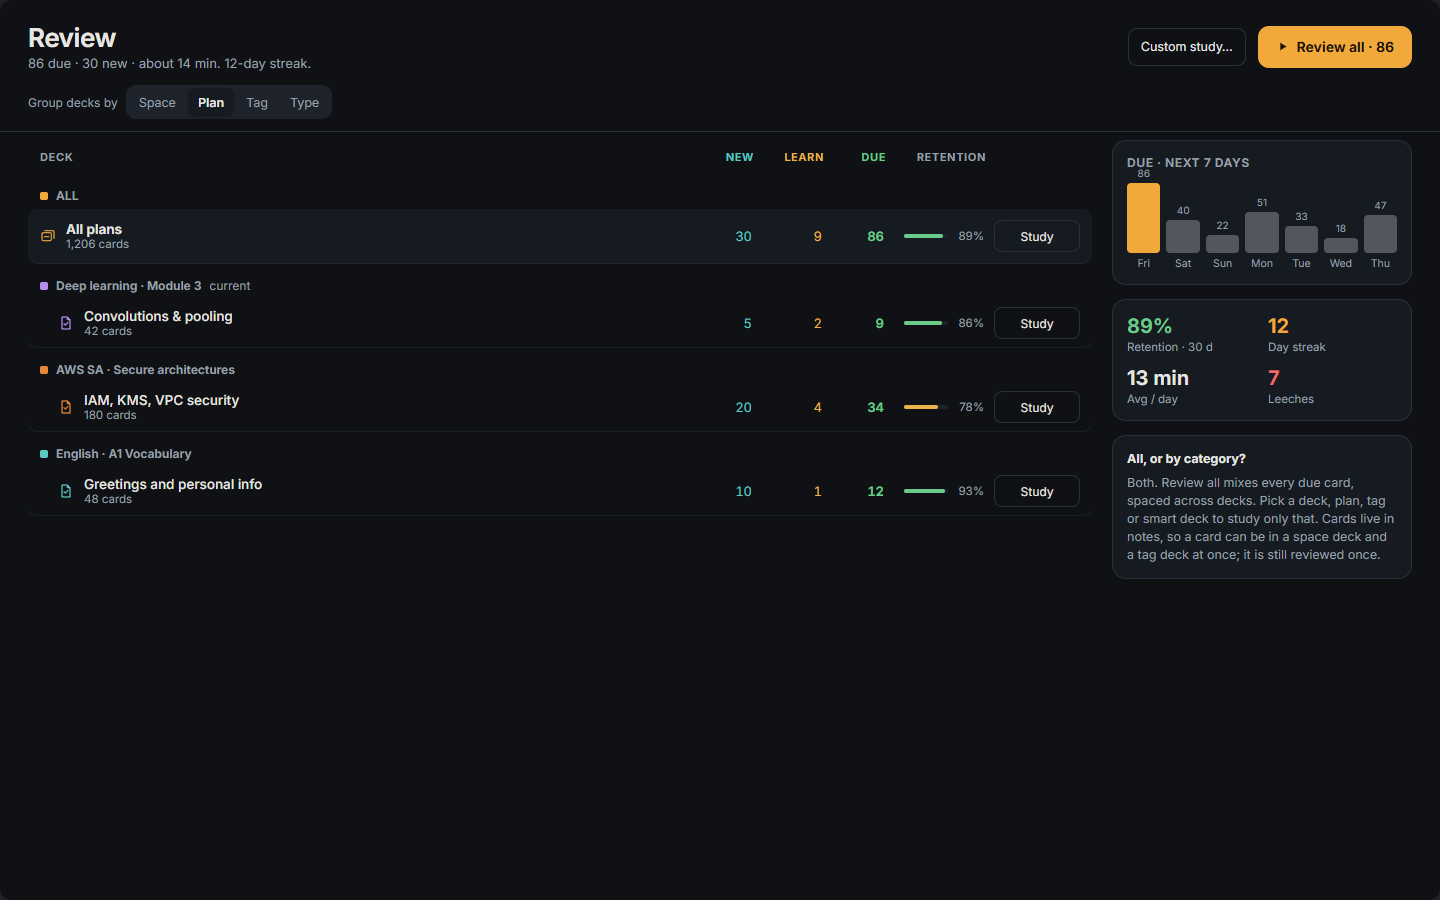 Review
86 due · 30 new · about 14 min. 12-day streak.
Custom study...
Review all · 86
Group decks by
Space
Plan
Tag
Type
DECK
NEW
LEARN
DUE
RETENTION
ALL
All plans
1,206 cards
30
9
86
89%
Study
Deep learning · Module 3 current
Convolutions & pooling
42 cards
5
2
9
86%
Study
AWS SA · Secure architectures
IAM, KMS, VPC security
180 cards
20
4
34
78%
Study
English · A1 Vocabulary
Greetings and personal info
48 cards
10
1
12
93%
Study
DUE · NEXT 7 DAYS
86
40
22
51
33
18
47
Fri
Sat
Sun
Mon
Tue
Wed
Thu
89%
Retention · 30 d
12
Day streak
13 min
Avg / day
7
Leeches
All, or by category?
Both. Review all mixes every due card,
spaced across decks. Pick a deck, plan, tag
or smart deck to study only that. Cards live in
notes, so a card can be in a space deck and
a tag deck at once; it is still reviewed once.